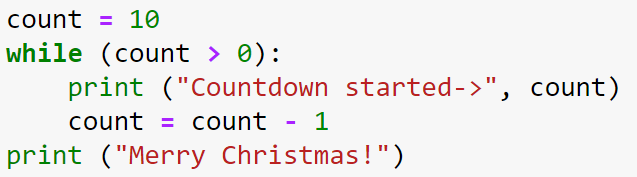 count = 10
while (count > 0):
    print ("Countdown started->", count)
    count = count - 1
print ("Merry Christmas!")